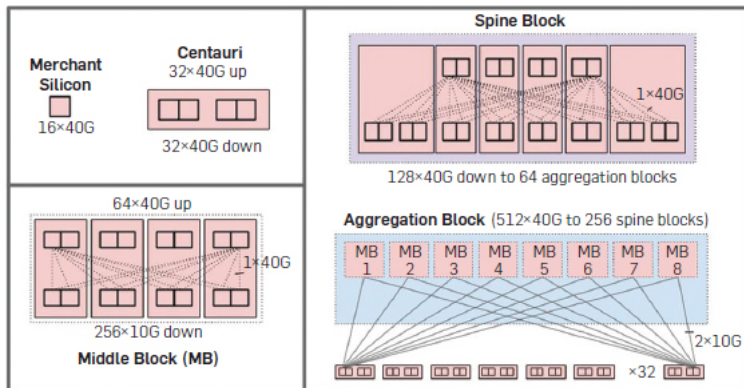 Merchant
Silicon
16×40G
Centauri
32×40G up
32×40G down
64×40G up
1×40G
256×10G down
Middle Block (MB)
Spine Block
1×40G
128×40G down to 64 aggregation blocks
Aggregation Block (512×40G to 256 spine blocks)
MB MB MB MB MB MB MB MB
1 2 3 4 5 6 7 8
2×10G
×32